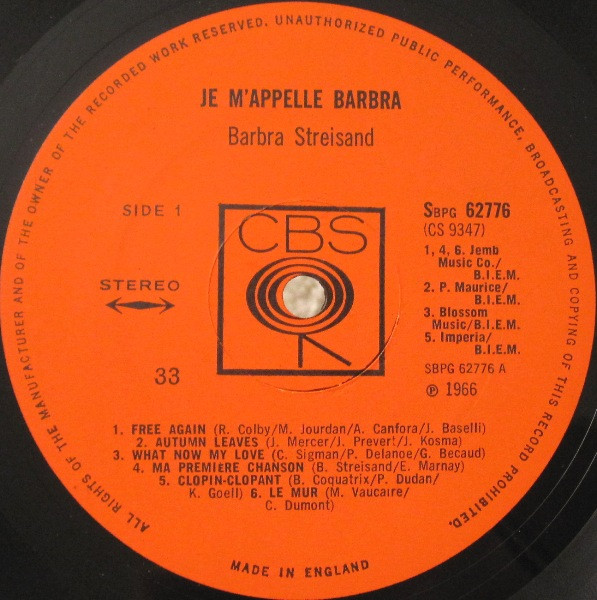 ALL RIGHTS OF THE MANUFACTURER AND OF THE OWNER OF THE RECORDED WORK RESERVED. UNAUTHORIZED PUBLIC PERFORMANCE, BROADCASTING AND COPYING OF THIS RECORD PROHIBITED.
JE M'APPELLE BARBRA
Barbra Streisand
SIDE 1
CBS
SBPG 62776
(CS 9347)
1, 4, 6. Jemb
Music Co./
B.I.E.M.
2. P. Maurice/
B.I.E.M.
3. Blossom
Music/B.I.E.M.
5. Imperia/
B.I.E.M.
STEREO
33
SBPG 62776 A
℗ 1966
1. FREE AGAIN (R. Colby/M. Jourdan/A. Canfora/J. Baselli)
2. AUTUMN LEAVES (J. Mercer/J. Prevert/J. Kosma)
3. WHAT NOW MY LOVE (C. Sigman/P. Delanoe/G. Becaud)
4. MA PREMIÈRE CHANSON (B. Streisand/E. Marnay)
5. CLOPIN-CLOPANT (B. Coquatrix/P. Dudan/
K. Goell) 6. LE MUR (M. Vaucaire/
C. Dumont)
MADE IN ENGLAND